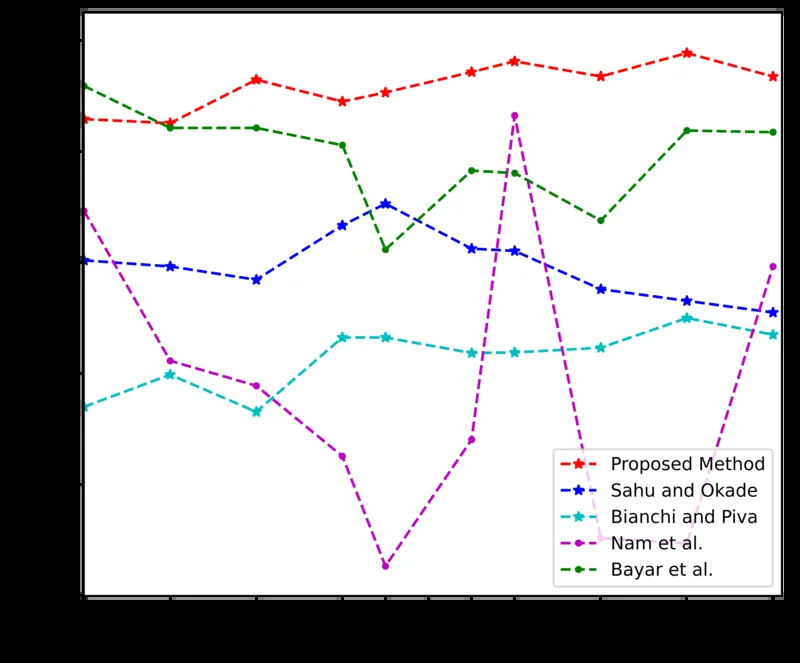 Proposed Method
Sahu and Okade
Bianchi and Piva
Nam et al.
Bayar et al.